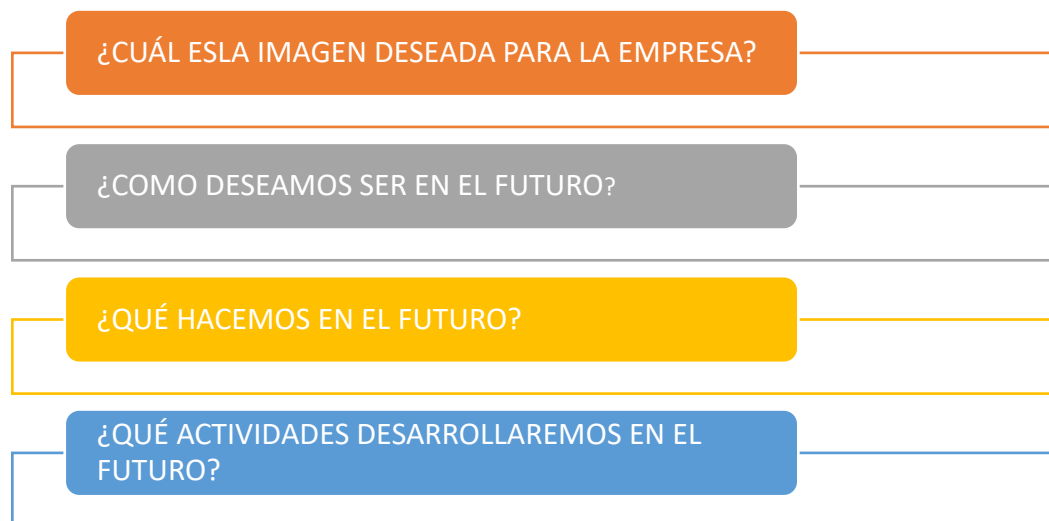 ¿CUÁL ESLA IMAGEN DESEADA PARA LA EMPRESA?
¿COMO DESEAMOS SER EN EL FUTURO?
¿QUÉ HACEMOS EN EL FUTURO?
¿QUÉ ACTIVIDADES DESARROLLAREMOS EN EL
FUTURO?